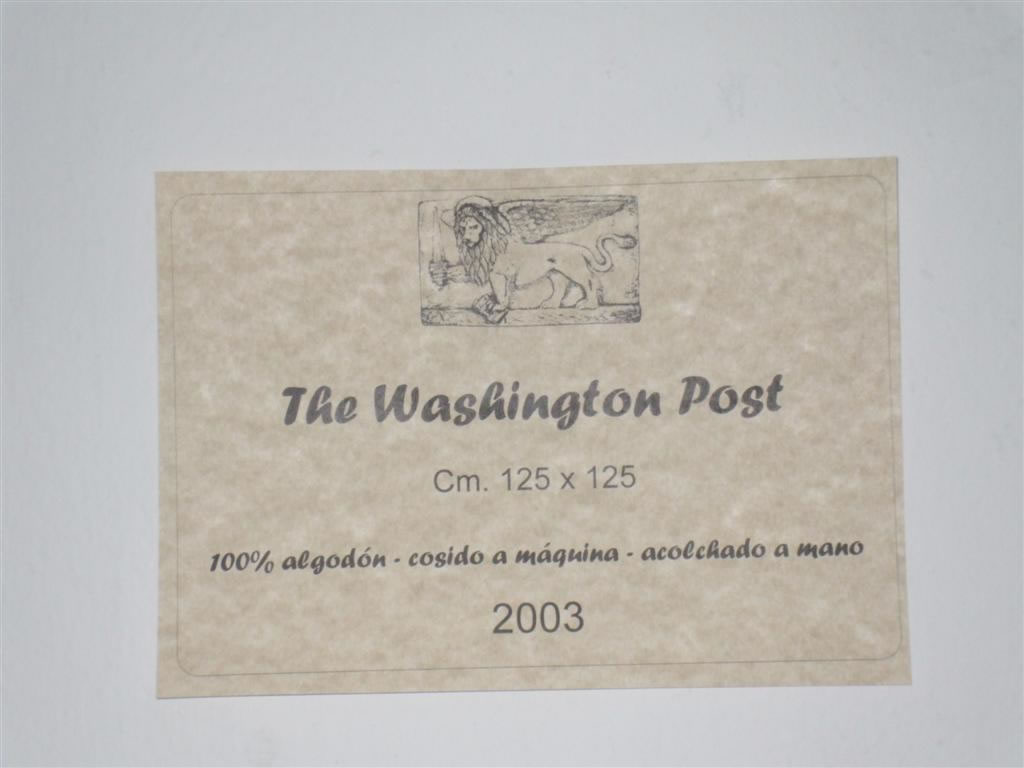 The Washington Post
Cm. 125 x 125
100% algodón - cosido a máquina - acolchado a mano
2003